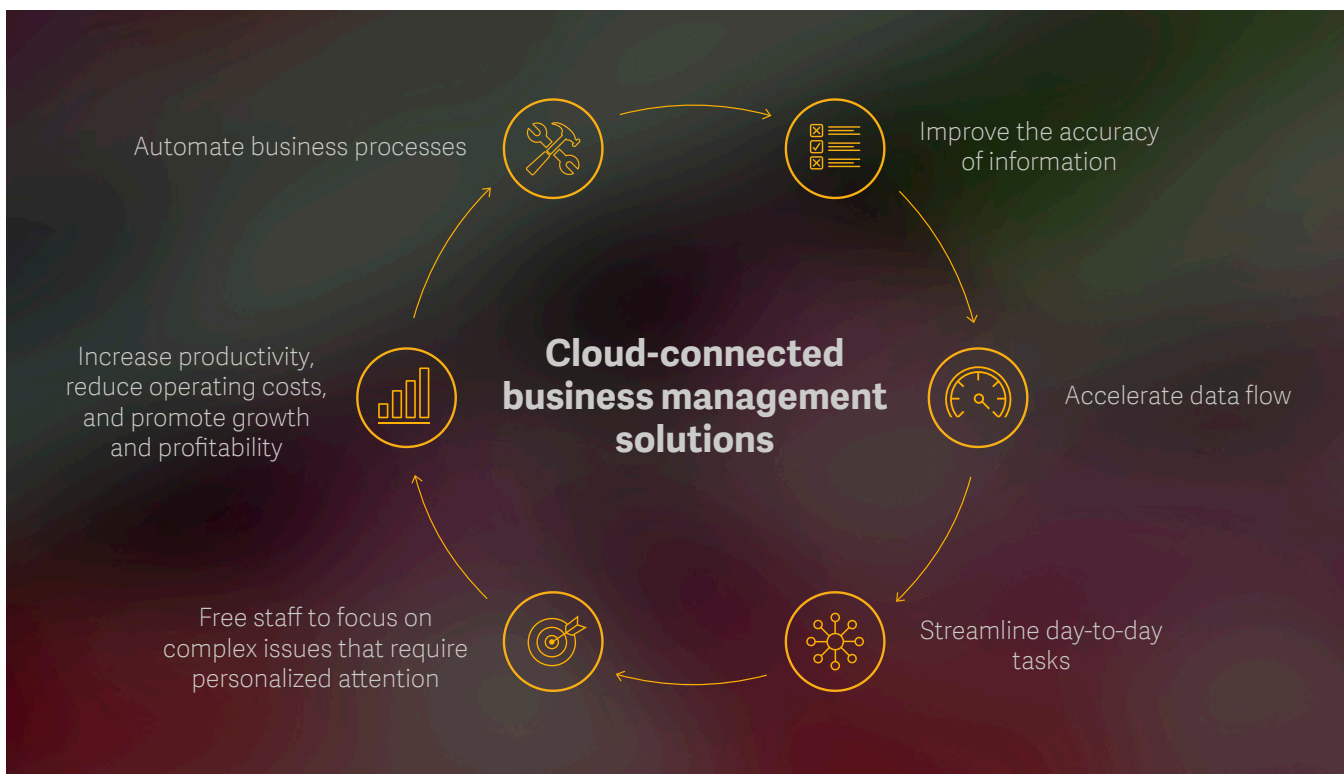 Automate business processes
Improve the accuracy
of information
Cloud-connected
business management
solutions
Increase productivity,
reduce operating costs,
and promote growth
and profitability
Accelerate data flow
Free staff to focus on
complex issues that require
personalized attention
Streamline day-to-day
tasks